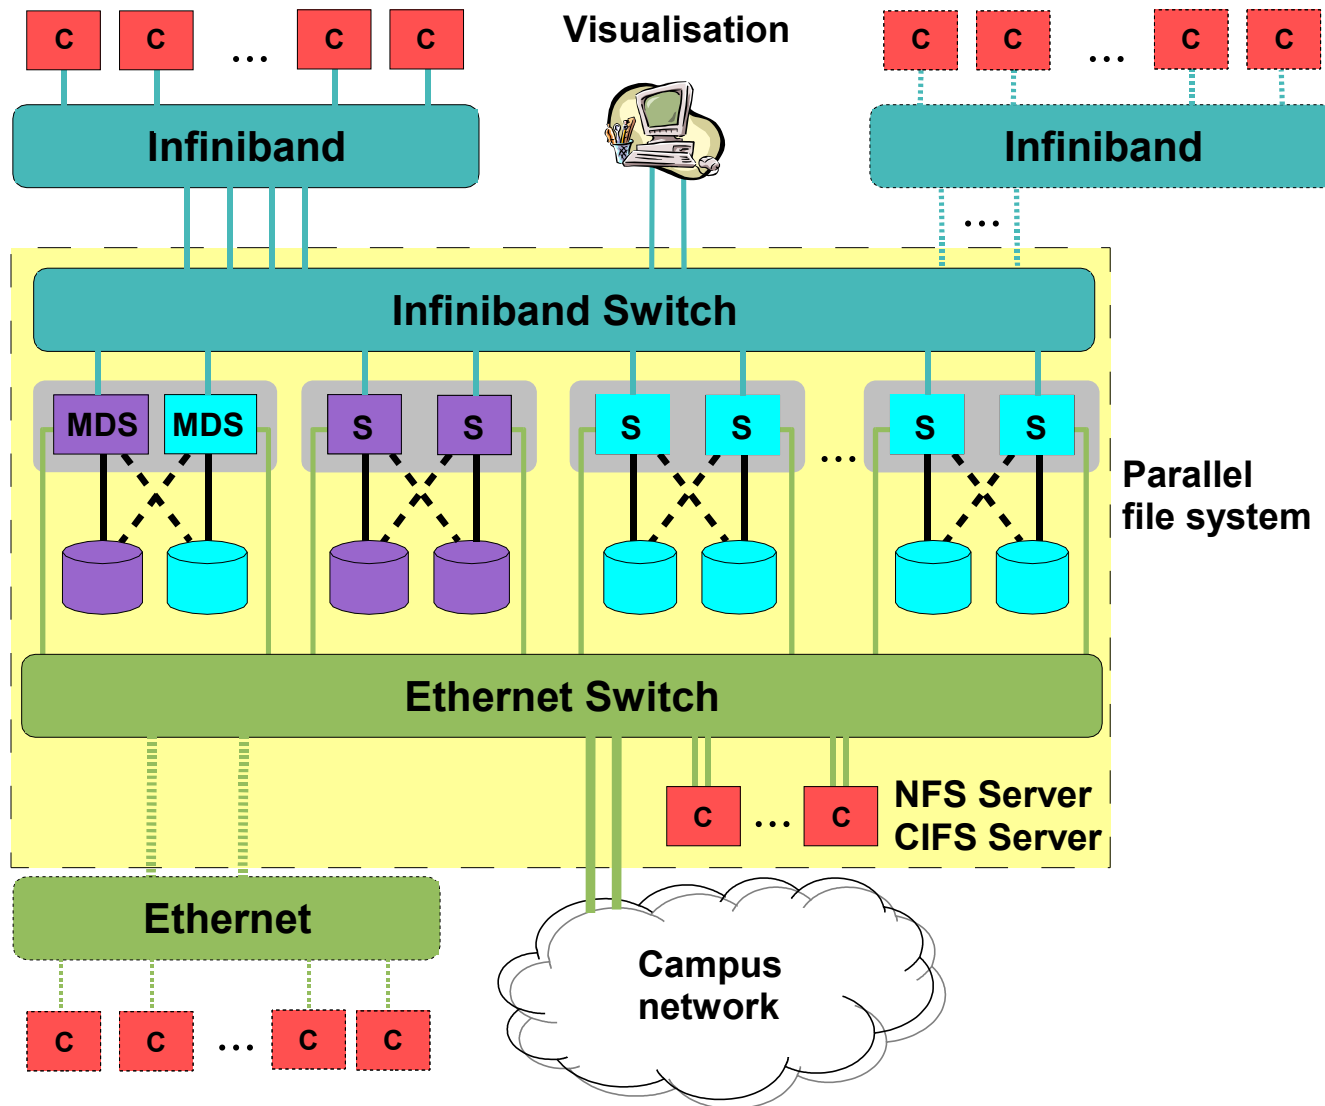 C C ... C C
Visualisation
C C ... C C
Infiniband
Infiniband
...
Infiniband Switch
MDS MDS S S S S ... S S
Parallel
file system
Ethernet Switch
C ... C
NFS Server
CIFS Server
Ethernet
Campus
network
C C ... C C